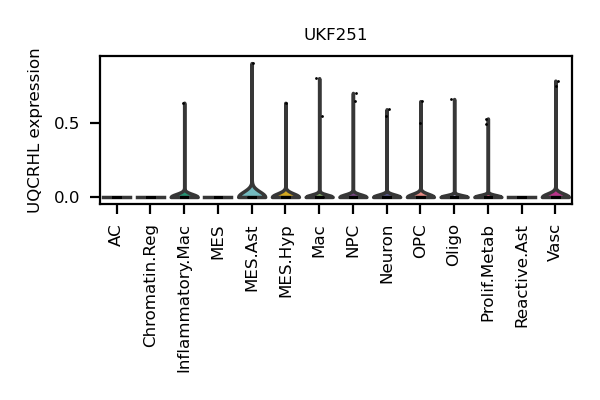 UKF251
UQCRHL expression
0.5
0.0
AC
Chromatin.Reg
Inflammatory.Mac
MES
MES.Ast
MES.Hyp
Mac
NPC
Neuron
OPC
Oligo
Prolif.Metab
Reactive.Ast
Vasc